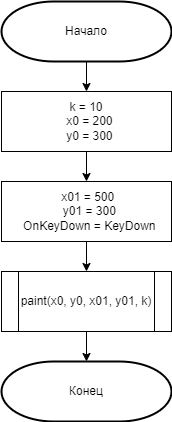 Начало
k = 10
x0 = 200
y0 = 300
x01 = 500
y01 = 300
OnKeyDown = KeyDown
paint(x0, y0, x01, y01, k)
Конец